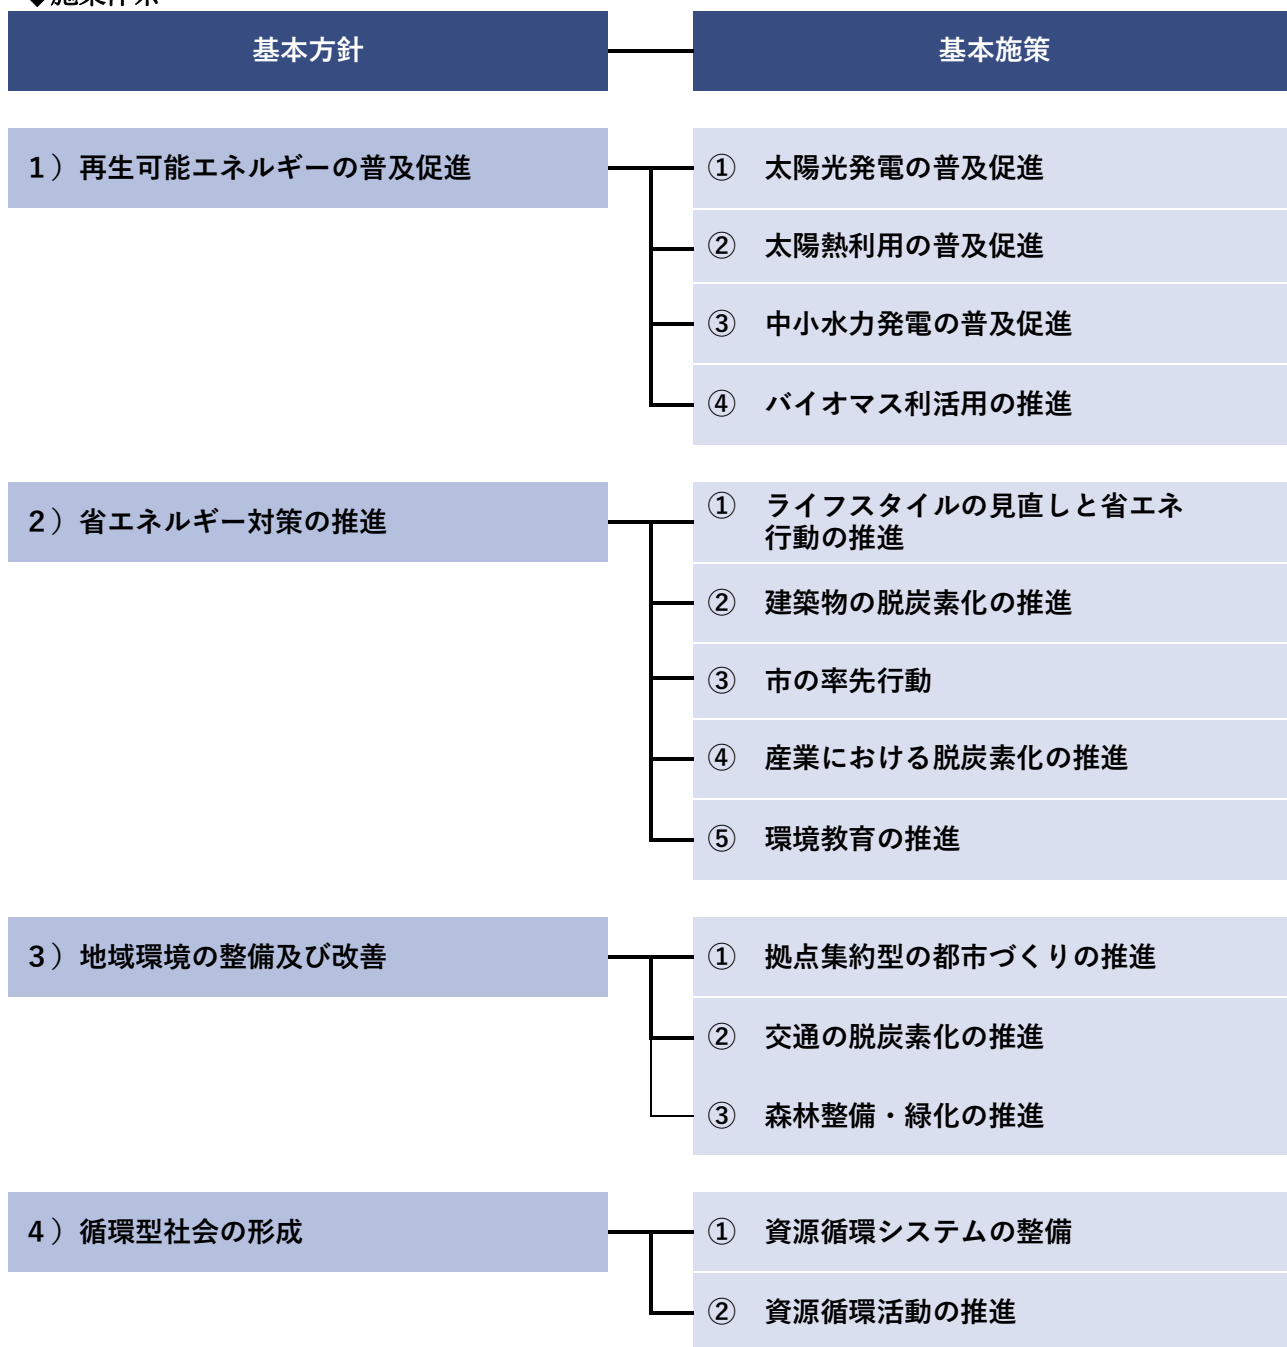 ◆施策体系
基本方針
基本施策
1）再生可能エネルギーの普及促進
① 太陽光発電の普及促進
② 太陽熱利用の普及促進
③ 中小水力発電の普及促進
④ バイオマス利活用の推進
2）省エネルギー対策の推進
① ライフスタイルの見直しと省エネ
行動の推進
② 建築物の脱炭素化の推進
③ 市の率先行動
④ 産業における脱炭素化の推進
⑤ 環境教育の推進
3）地域環境の整備及び改善
① 拠点集約型の都市づくりの推進
② 交通の脱炭素化の推進
③ 森林整備・緑化の推進
4）循環型社会の形成
① 資源循環システムの整備
② 資源循環活動の推進